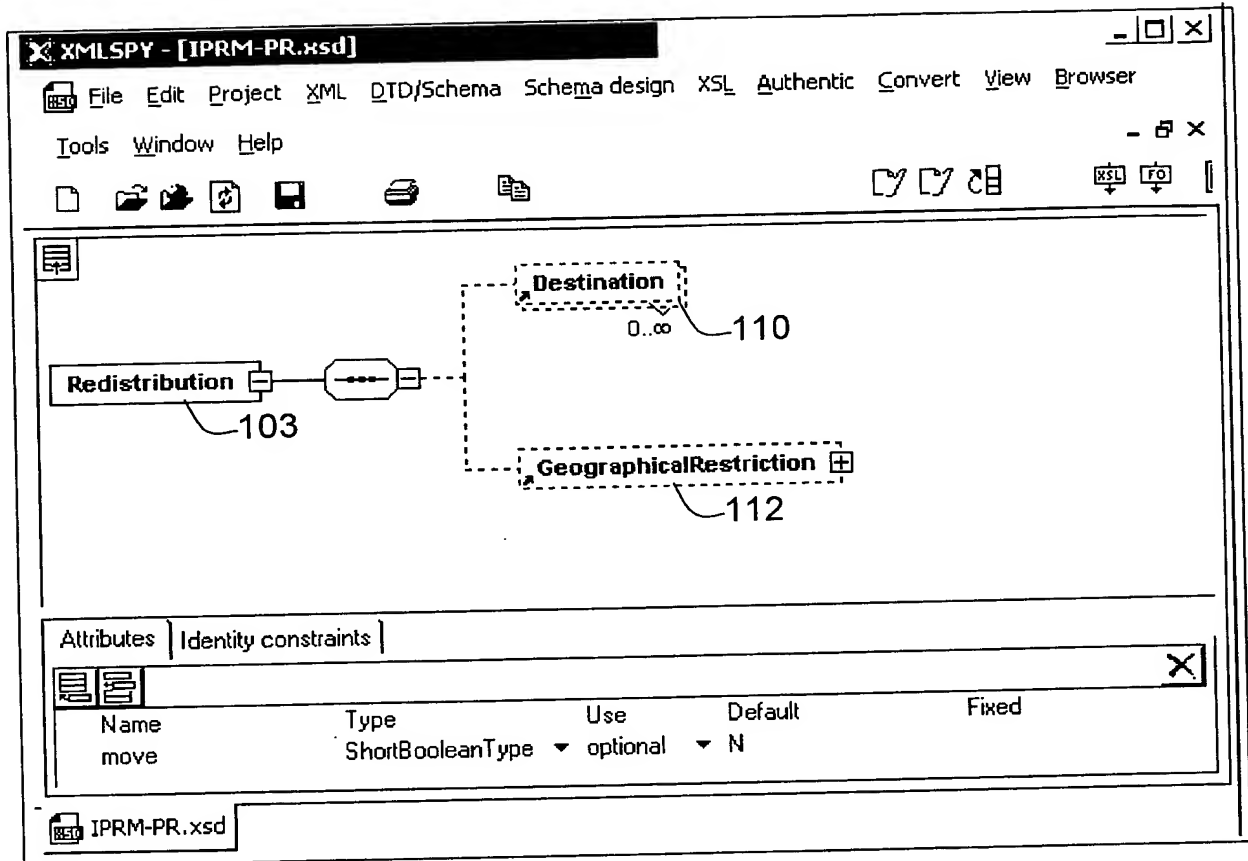 XMLSPY - [IPRM-PR.xsd]
File Edit Project XML DTD/Schema Schema design XSL Authentic Convert View Browser
Tools Window Help
XSL FO
Destination
0..∞
110
Redistribution
103
GeographicalRestriction
112
Attributes Identity constraints
Name Type Use Default Fixed
move ShortBooleanType optional N
IPRM-PR.xsd